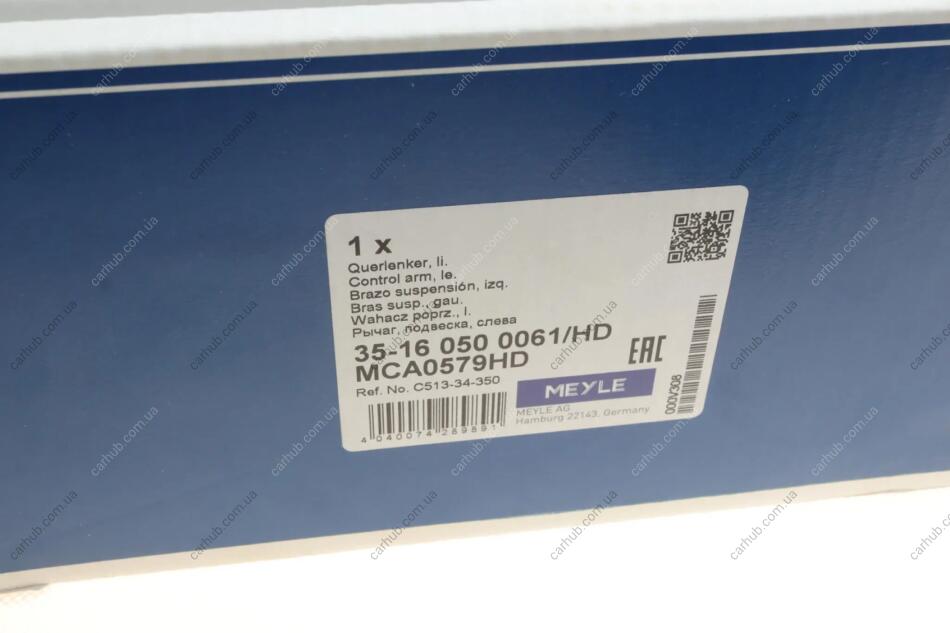 1 x
Querlenker, li.
Control arm, le.
Brazo suspensión, izq.
Bras susp., gau.
Wahacz poprz., l.
Рычаг, подвеска, слева
35-16 050 0061/HD
MCA0579HD
Ref. No. C513-34-350
EAC
MEYLE
MEYLE AG
Hamburg 22143, Germany
4 040074 289891
000V308
carhub.com.ua